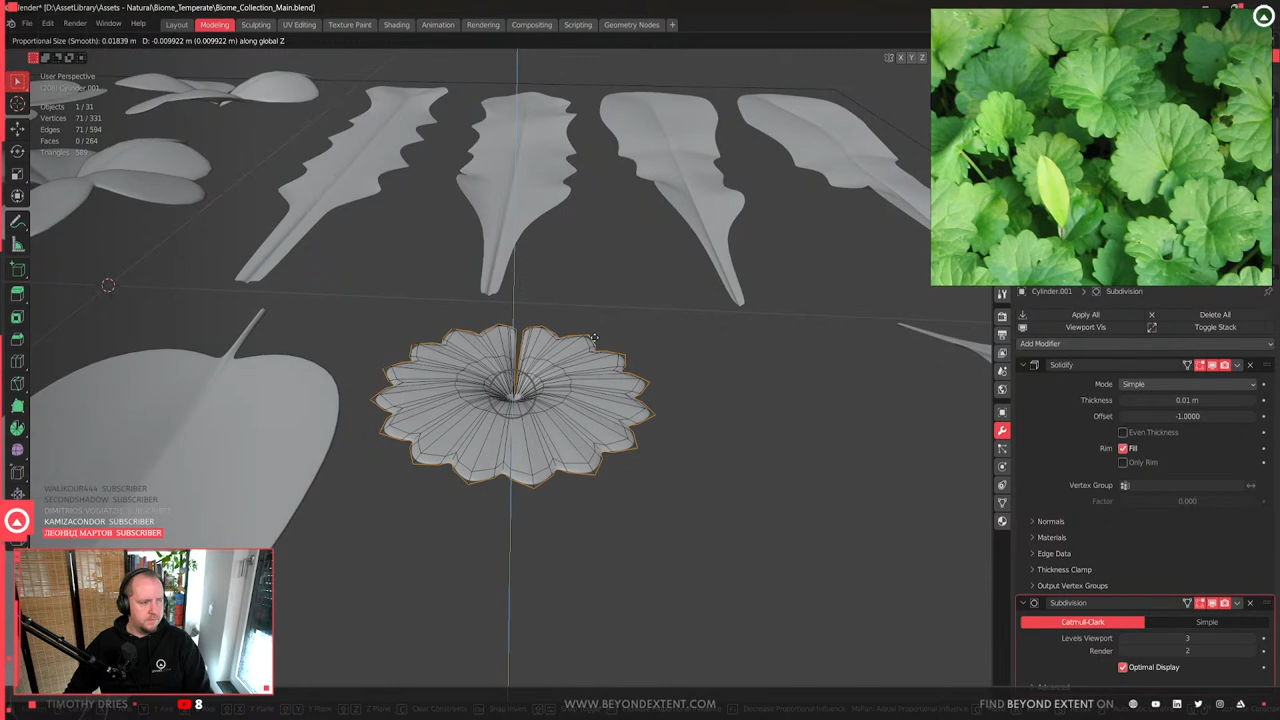 Blender* [D:\AssetLibrary\Assets - Natural\Biome_Temperate\Biome_Collection_Main.blend]
File Edit Render Window Help Layout Modeling Sculpting UV Editing Texture Paint Shading Animation Rendering Compositing Scripting Geometry Nodes +
Proportional Size (Smooth): 0.01839 m D: -0.009922 m (0.009922 m) along global Z
X Y Z
User Perspective
(208) Cylinder.001
Objects 1/31
Vertices 71/331
Edges 71/594
Faces 0/264
Triangles 589
Cylinder.001 > Subdivision
Apply All Delete All
Viewport Vis Toggle Stack
Add Modifier
Solidify
Mode Simple
Thickness 0.01 m
Offset -1.0000
Even Thickness
Rim Fill
Only Rim
Vertex Group
Factor 0.000
Normals
Materials
Edge Data
Thickness Clamp
Output Vertex Groups
Subdivision
Catmull-Clark Simple
Levels Viewport 3
Render 2
Optimal Display
WALIKOUR444 SUBSCRIBER
SECONDSHADOW SUBSCRIBER
KAMIZACONDOR SUBSCRIBER
ЛЕОНИД МАРТОВ SUBSCRIBER
TIMOTHY DRIES 8 WWW.BEYONDEXTENT.COM FIND BEYOND EXTENT ON